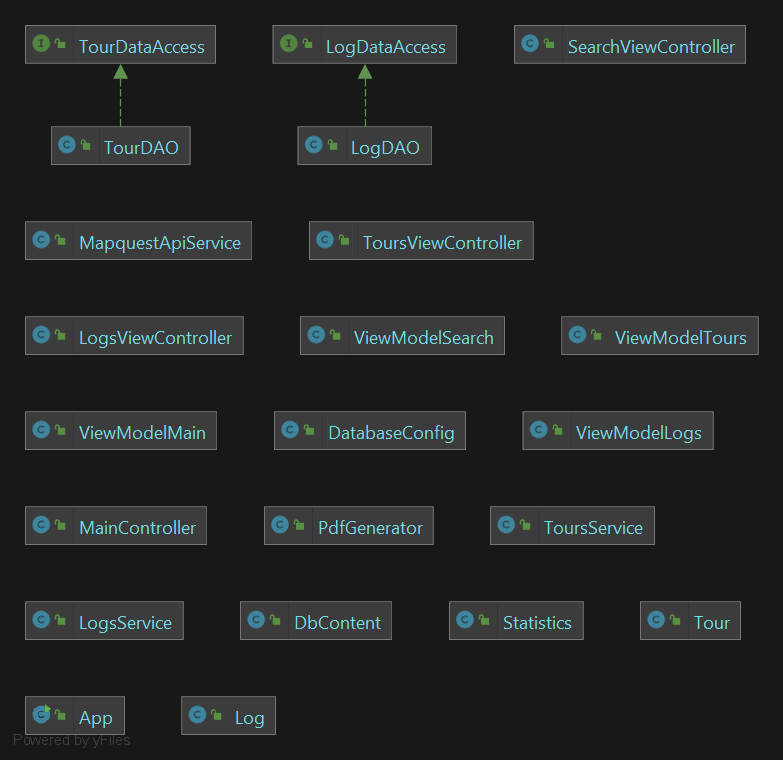 TourDataAccess LogDataAccess SearchViewController
TourDAO LogDAO
MapquestApiService ToursViewController
LogsViewController ViewModelSearch ViewModelTours
ViewModelMain DatabaseConfig ViewModelLogs
MainController PdfGenerator ToursService
LogsService DbContent Statistics Tour
App Log
Powered by yFiles